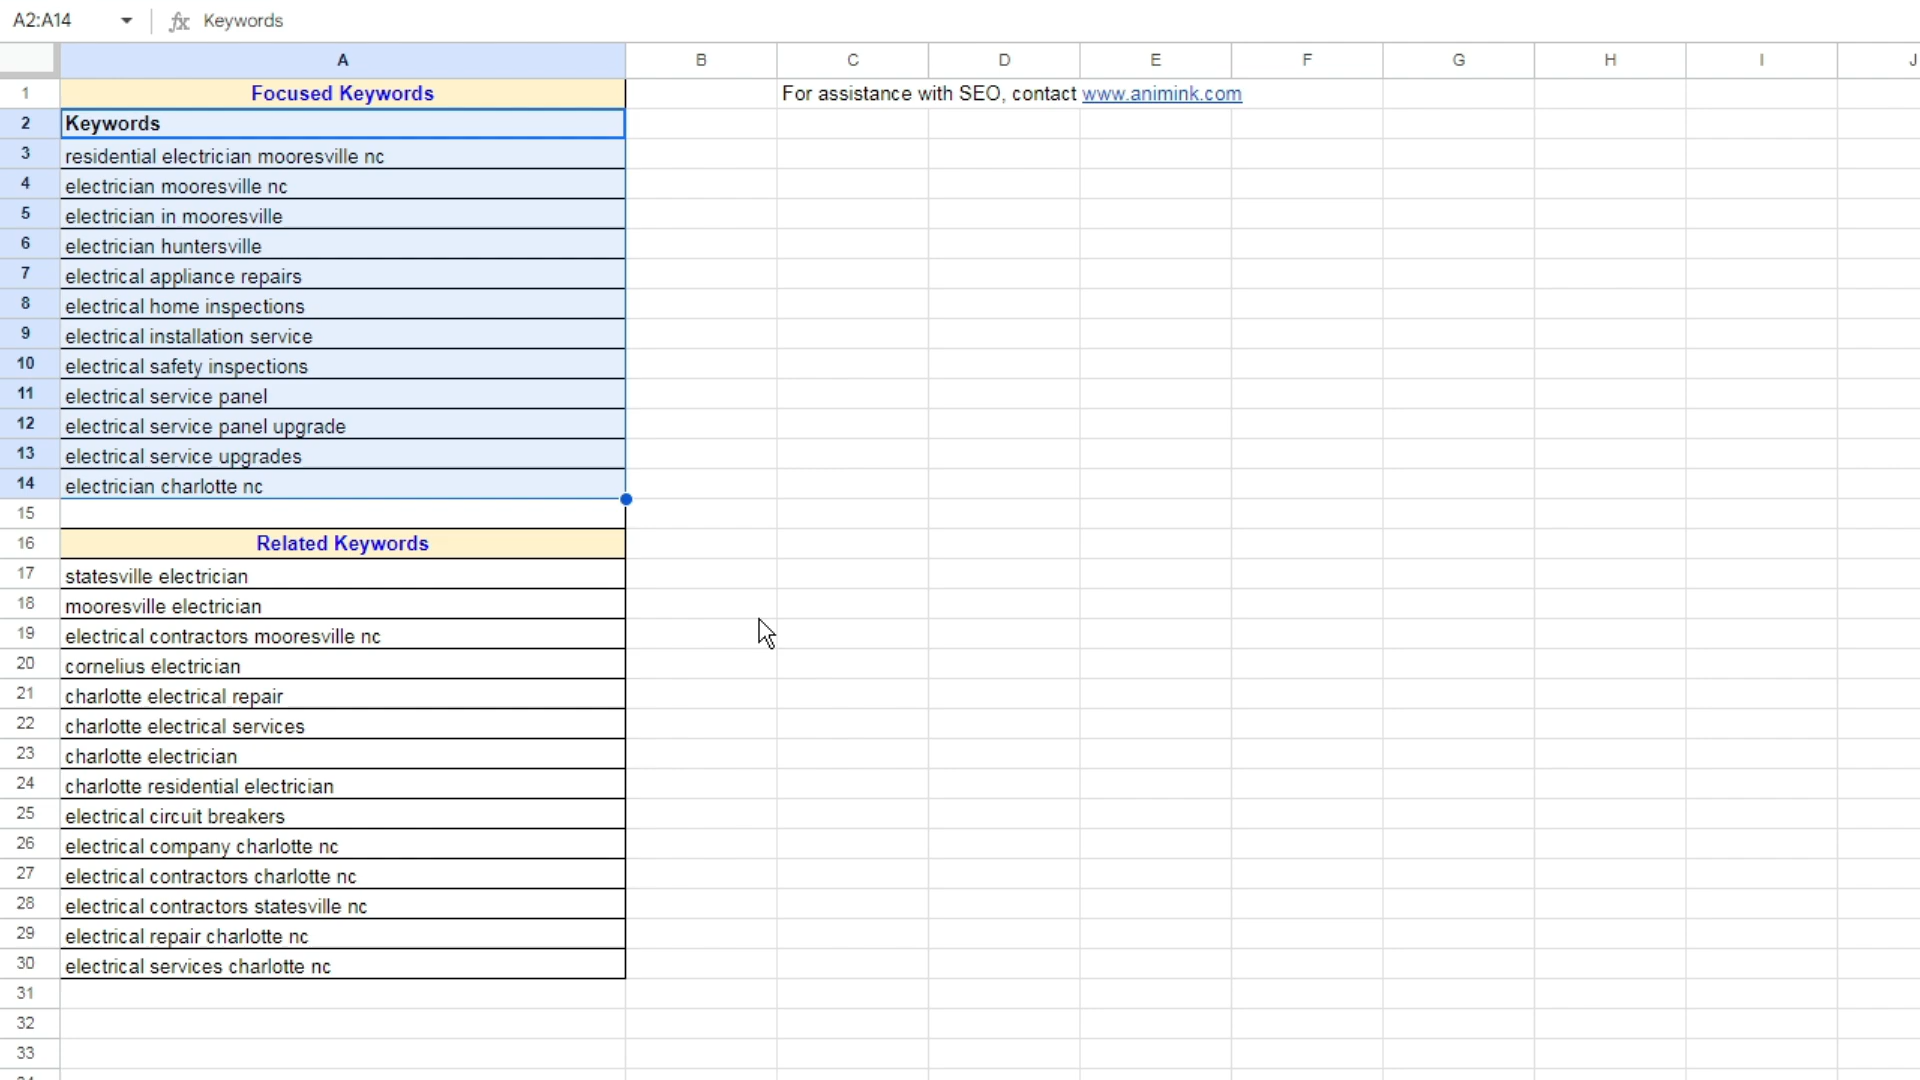 A2:A14 fx Keywords
A B C D E F G H I J
1 Focused Keywords For assistance with SEO, contact www.animink.com
2 Keywords
3 residential electrician mooresville nc
4 electrician mooresville nc
5 electrician in mooresville
6 electrician huntersville
7 electrical appliance repairs
8 electrical home inspections
9 electrical installation service
10 electrical safety inspections
11 electrical service panel
12 electrical service panel upgrade
13 electrical service upgrades
14 electrician charlotte nc
15
16 Related Keywords
17 statesville electrician
18 mooresville electrician
19 electrical contractors mooresville nc
20 cornelius electrician
21 charlotte electrical repair
22 charlotte electrical services
23 charlotte electrician
24 charlotte residential electrician
25 electrical circuit breakers
26 electrical company charlotte nc
27 electrical contractors charlotte nc
28 electrical contractors statesville nc
29 electrical repair charlotte nc
30 electrical services charlotte nc
31
32
33